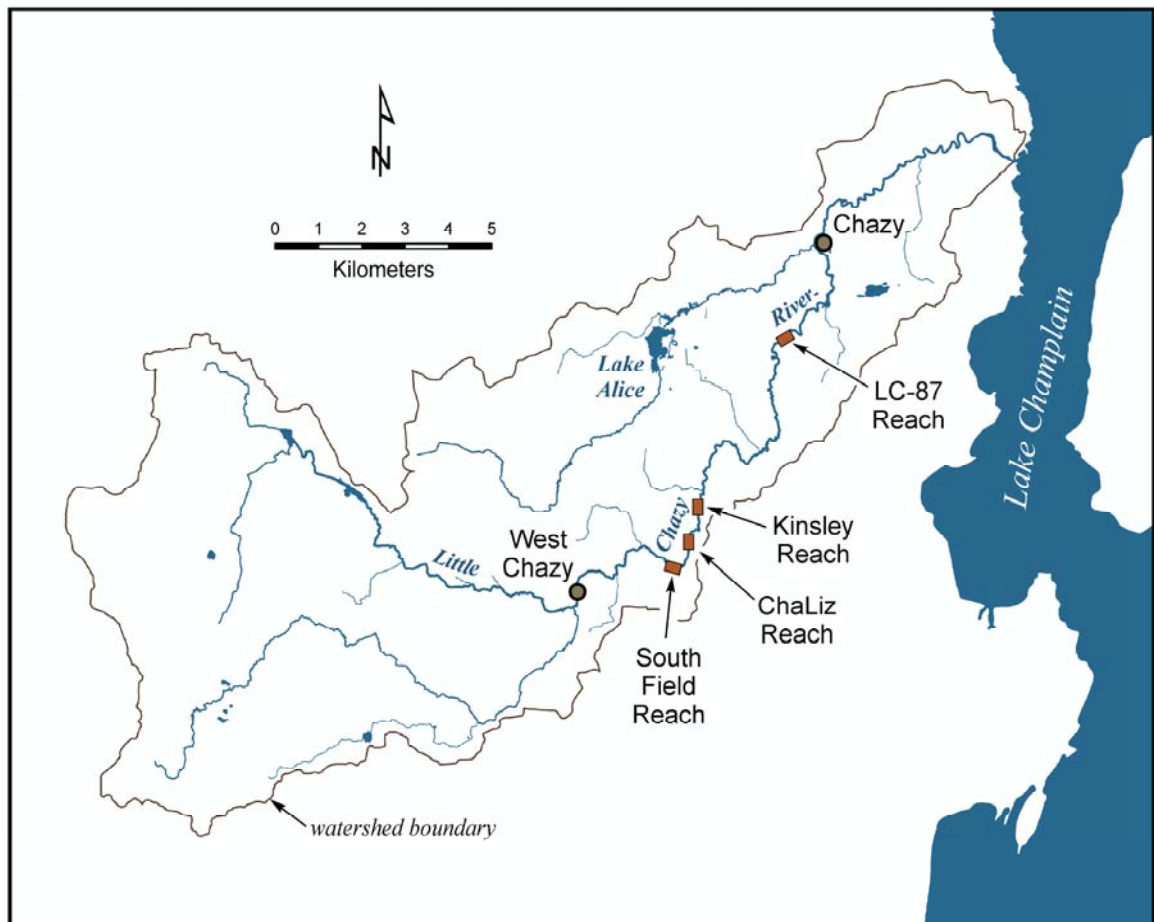 N
0 1 2 3 4 5
Kilometers
Chazy
River
Lake
Alice
LC-87
Reach
Lake Champlain
Kinsley
Reach
Chazy
West
Chazy
Little
ChaLiz
Reach
South
Field
Reach
watershed boundary